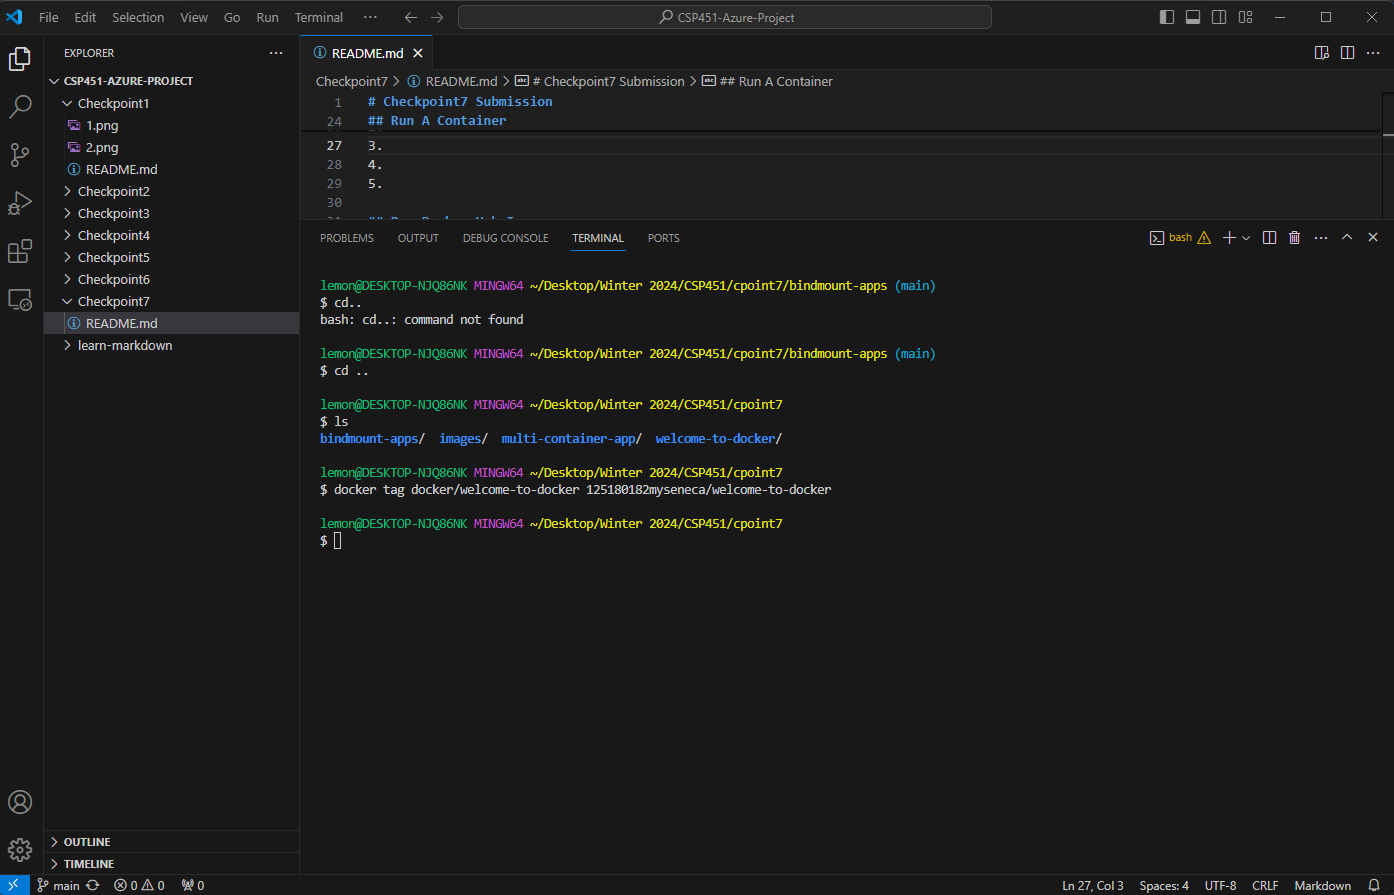 File Edit Selection View Go Run Terminal ··· CSP451-Azure-Project
EXPLORER ···
CSP451-AZURE-PROJECT
Checkpoint1
1.png
2.png
README.md
Checkpoint2
Checkpoint3
Checkpoint4
Checkpoint5
Checkpoint6
Checkpoint7
README.md
learn-markdown
OUTLINE
TIMELINE
README.md
Checkpoint7 > README.md > # Checkpoint7 Submission > ## Run A Container
1 # Checkpoint7 Submission
24 ## Run A Container
27 3.
28 4.
29 5.
30
PROBLEMS OUTPUT DEBUG CONSOLE TERMINAL PORTS bash
lemon@DESKTOP-NJQ86NK MINGW64 ~/Desktop/Winter 2024/CSP451/cpoint7/bindmount-apps (main)
$ cd..
bash: cd..: command not found
lemon@DESKTOP-NJQ86NK MINGW64 ~/Desktop/Winter 2024/CSP451/cpoint7/bindmount-apps (main)
$ cd ..
lemon@DESKTOP-NJQ86NK MINGW64 ~/Desktop/Winter 2024/CSP451/cpoint7
$ ls
bindmount-apps/ images/ multi-container-app/ welcome-to-docker/
lemon@DESKTOP-NJQ86NK MINGW64 ~/Desktop/Winter 2024/CSP451/cpoint7
$ docker tag docker/welcome-to-docker 125180182myseneca/welcome-to-docker
lemon@DESKTOP-NJQ86NK MINGW64 ~/Desktop/Winter 2024/CSP451/cpoint7
$
main 0 0 0 Ln 27, Col 3 Spaces: 4 UTF-8 CRLF Markdown